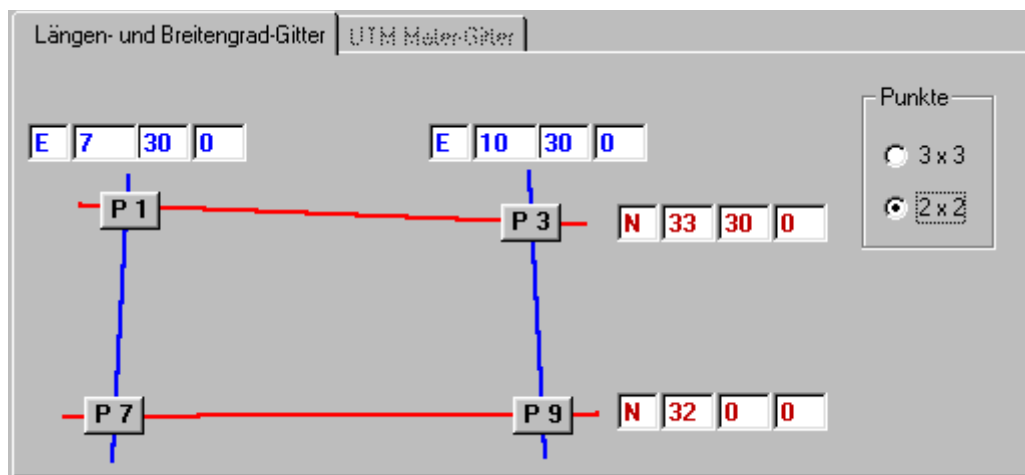 Längen- und Breitengrad-Gitter UTM Meter-Gitter
Punkte
E 7 30 0 E 10 30 0
3 x 3
P 1
P 3 N 33 30 0
2 x 2
P 7 P 9 N 32 0 0